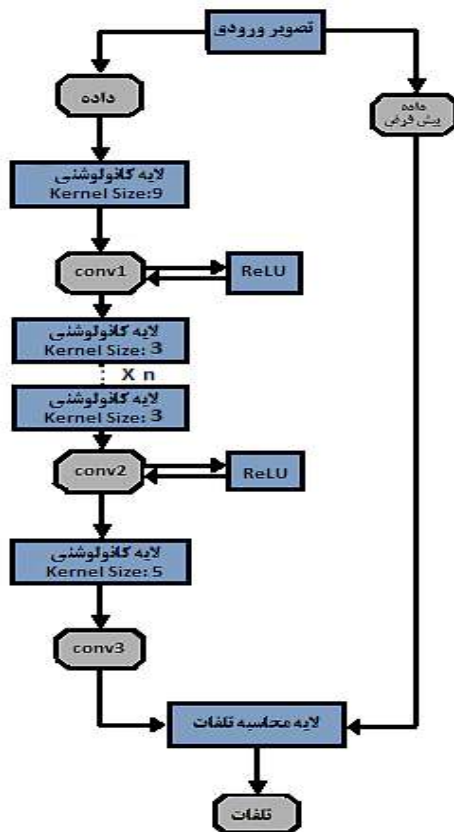 تصویر ورودی
داده
داده
پیش فرض
لایه کانولوشنی
Kernel Size:9
conv1
ReLU
لایه کانولوشنی
Kernel Size: 3
X n
لایه کانولوشنی
Kernel Size: 3
conv2
ReLU
لایه کانولوشنی
Kernel Size: 5
conv3
لایه محاسبه تلفات
تلفات